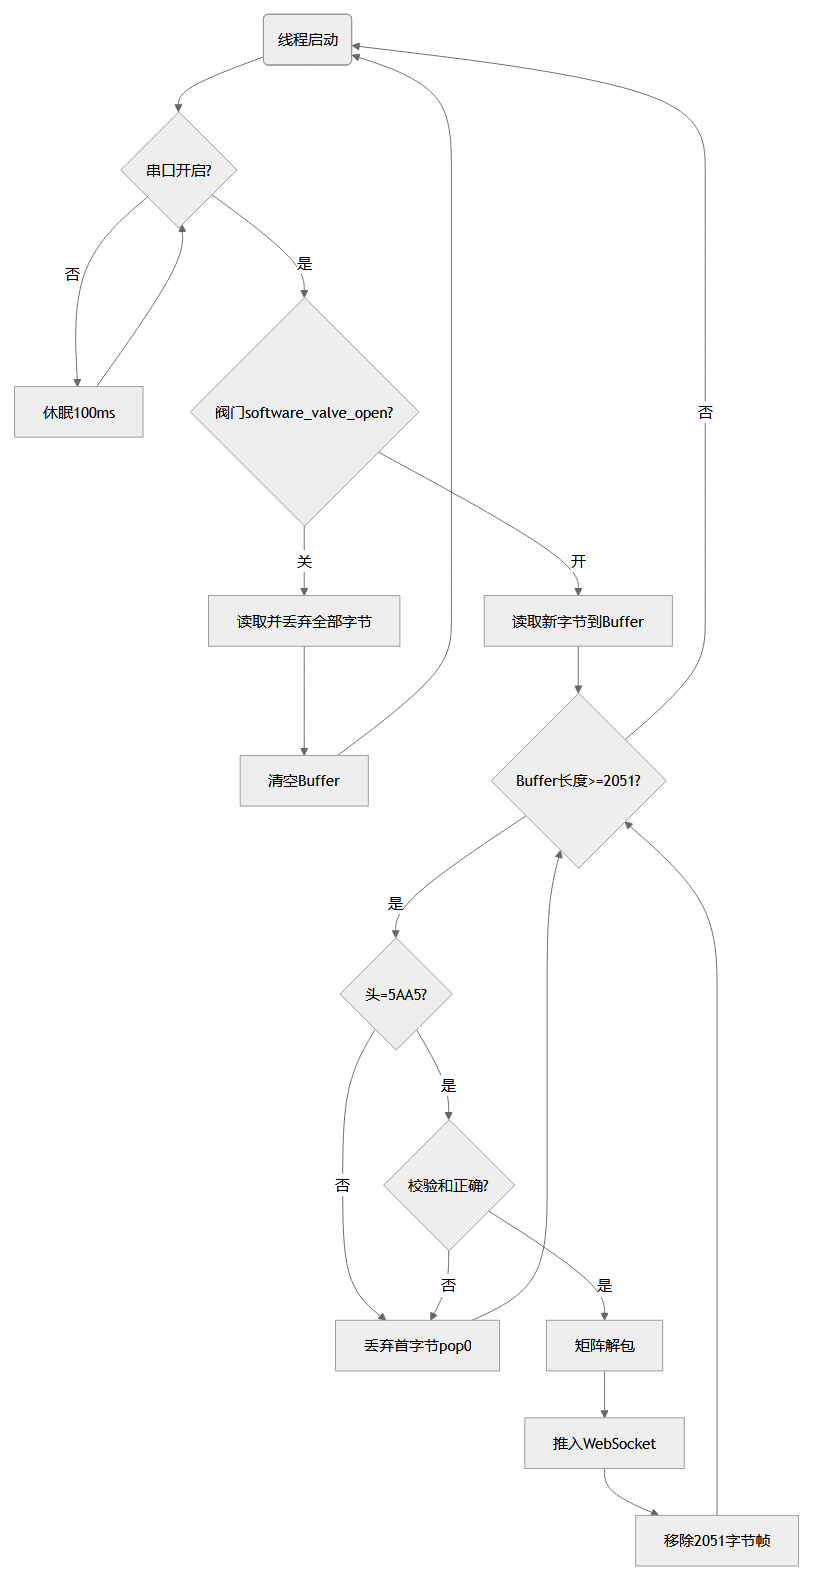 线程启动
串口开启?
否
是
休眠100ms
阀门software_valve_open?
否
关
开
读取并丢弃全部字节
读取新字节到Buffer
清空Buffer
Buffer长度>=2051?
是
头=5AA5?
是
否
校验和正确?
否
是
丢弃首字节pop0
矩阵解包
推入WebSocket
移除2051字节帧